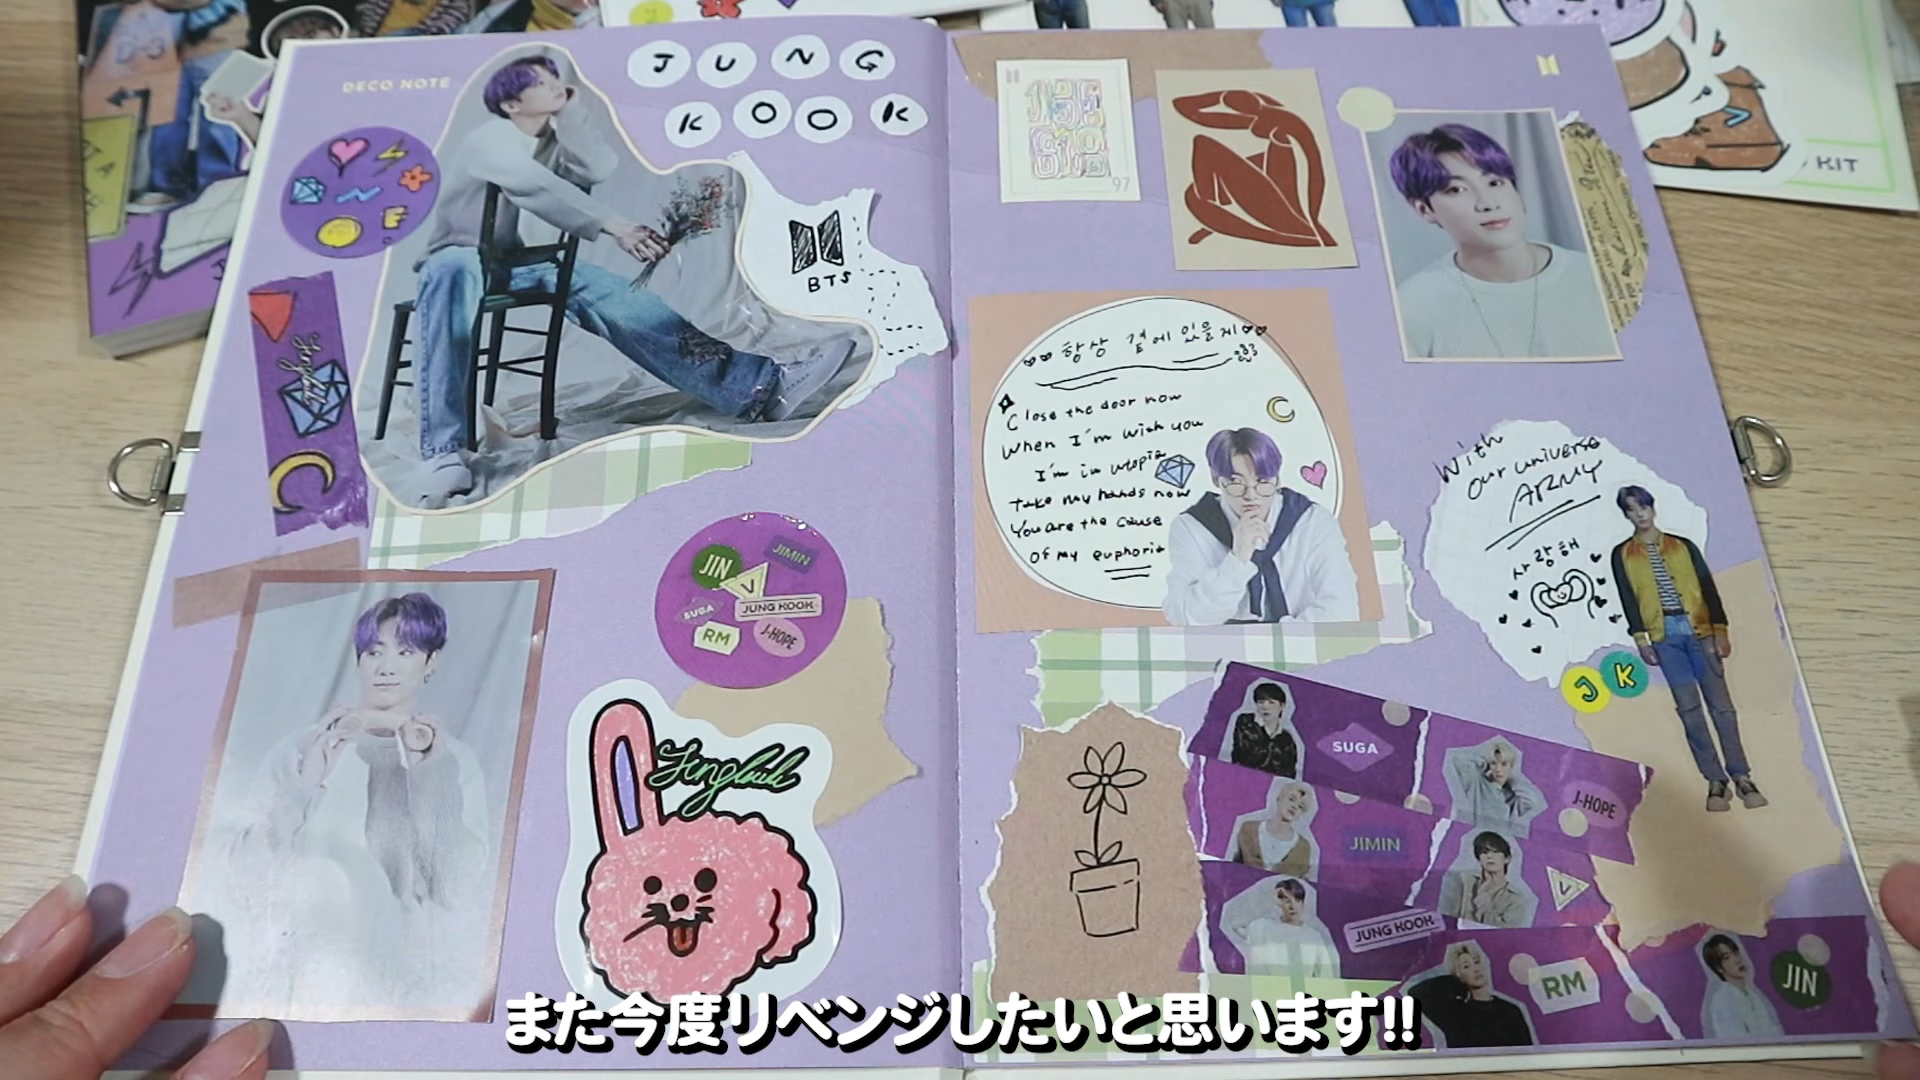 DECO NOTE
JUNG
KOOK
BTS
97
KIT
항상 곁에 있을게
Close the door now
When I'm with you
I'm in utopia
Take my hands now
You are the cause
Of my euphoria
With
our universe
ARMY
사랑해
J K
JIN
JIMIN
V
SUGA
JUNG KOOK
RM
J-HOPE
SUGA
J-HOPE
JIMIN
V
JUNG KOOK
RM
JIN
また今度リベンジしたいと思います!!